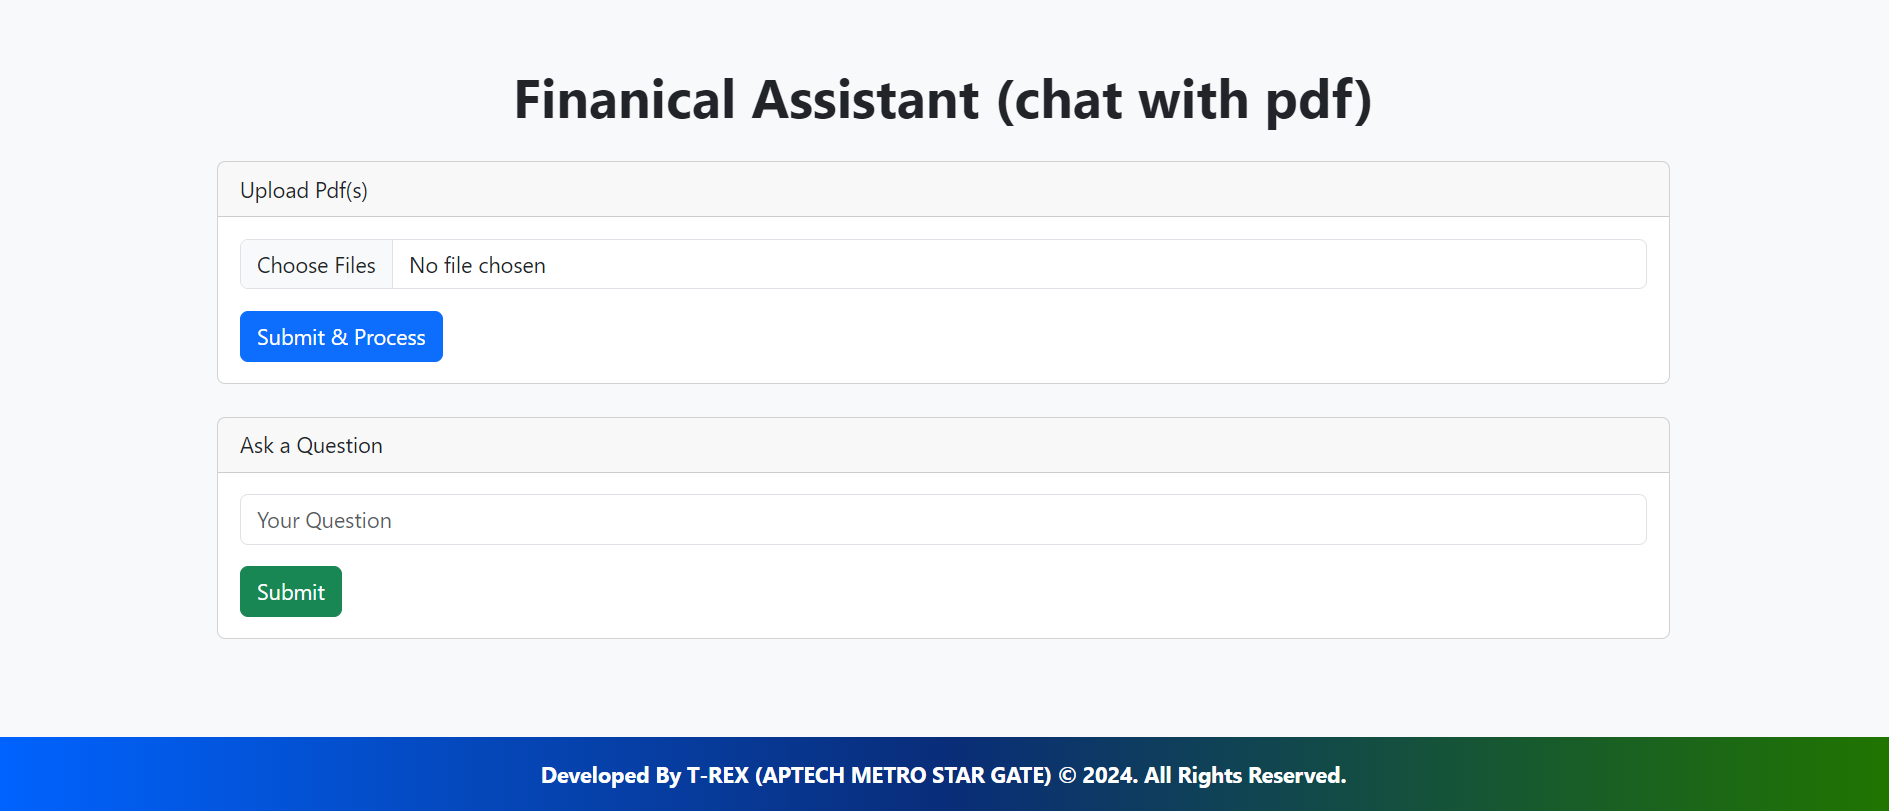 Finanical Assistant (chat with pdf)
Upload Pdf(s)
Choose Files No file chosen
Submit & Process
Ask a Question
Your Question
Submit
Developed By T-REX (APTECH METRO STAR GATE) © 2024. All Rights Reserved.